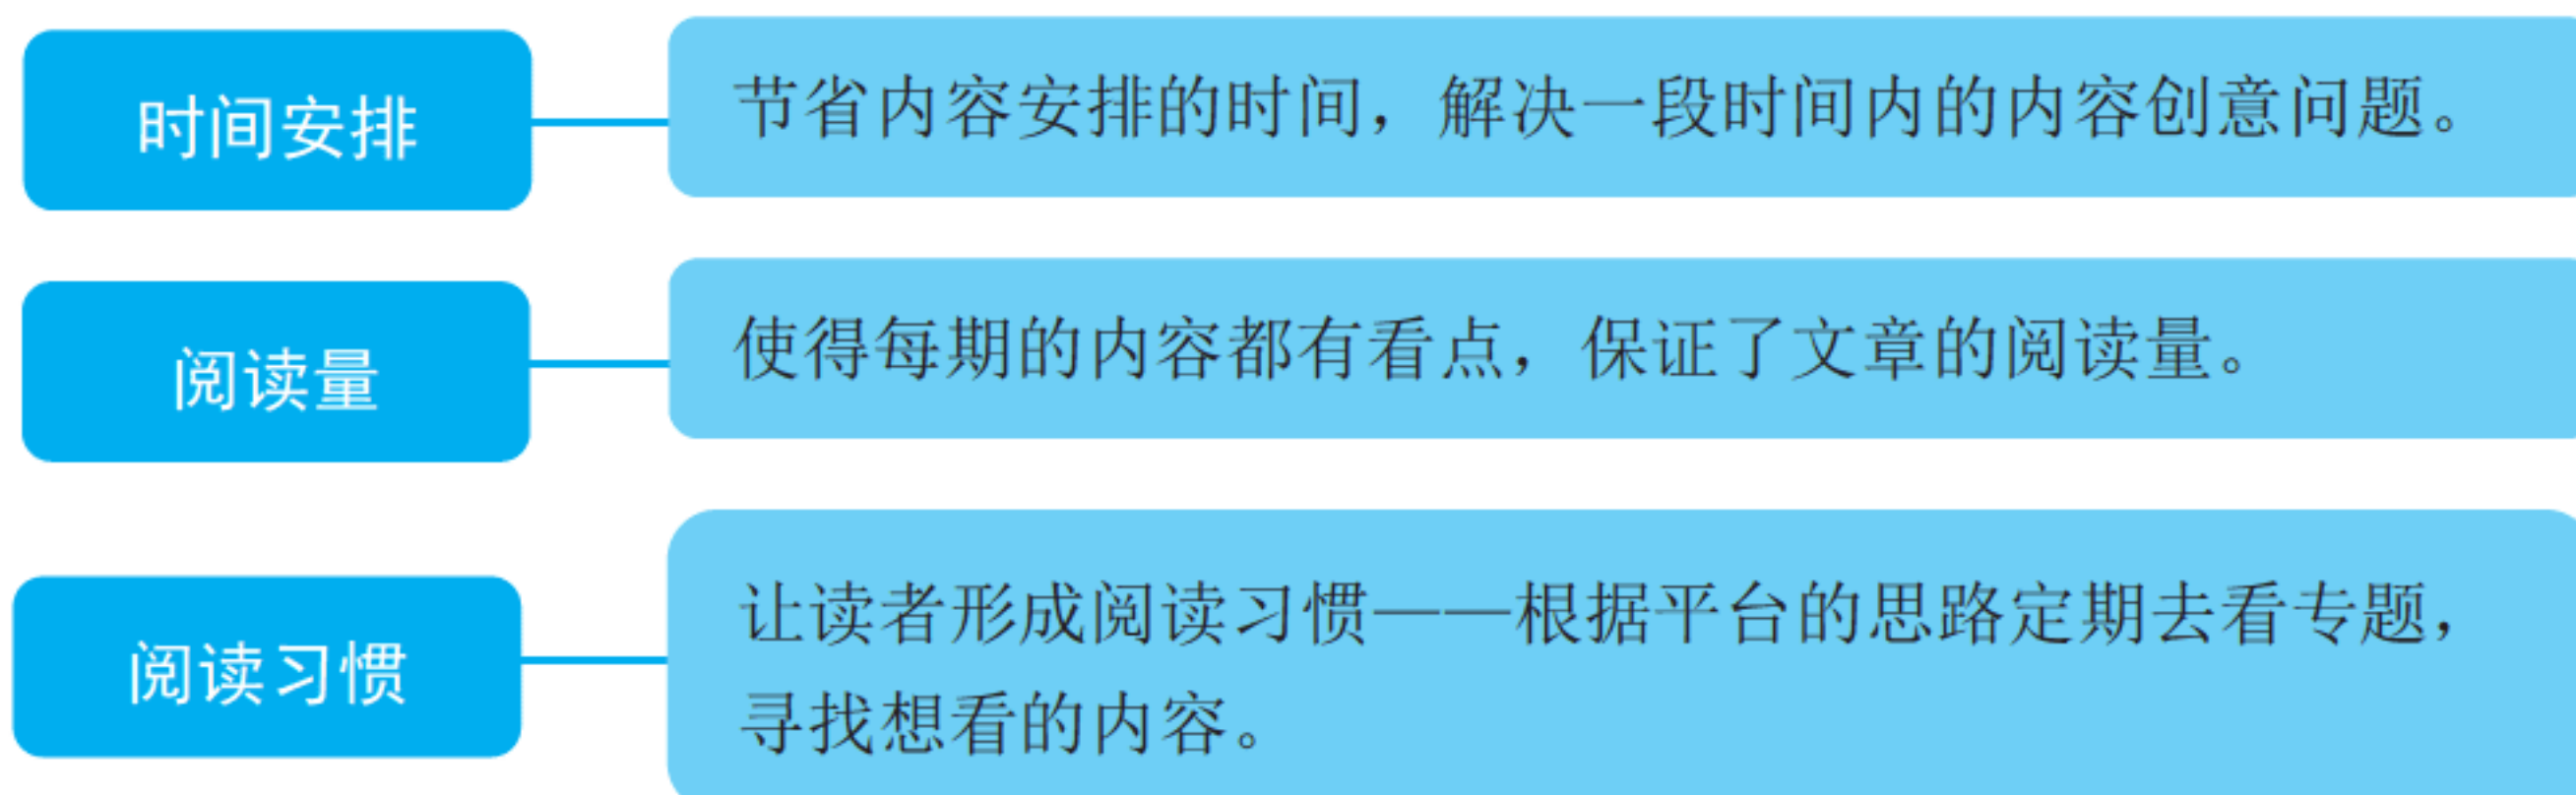 时间安排
节省内容安排的时间，解决一段时间内的内容创意问题。
阅读量
使得每期的内容都有看点，保证了文章的阅读量。
阅读习惯
让读者形成阅读习惯——根据平台的思路定期去看专题，
寻找想看的内容。